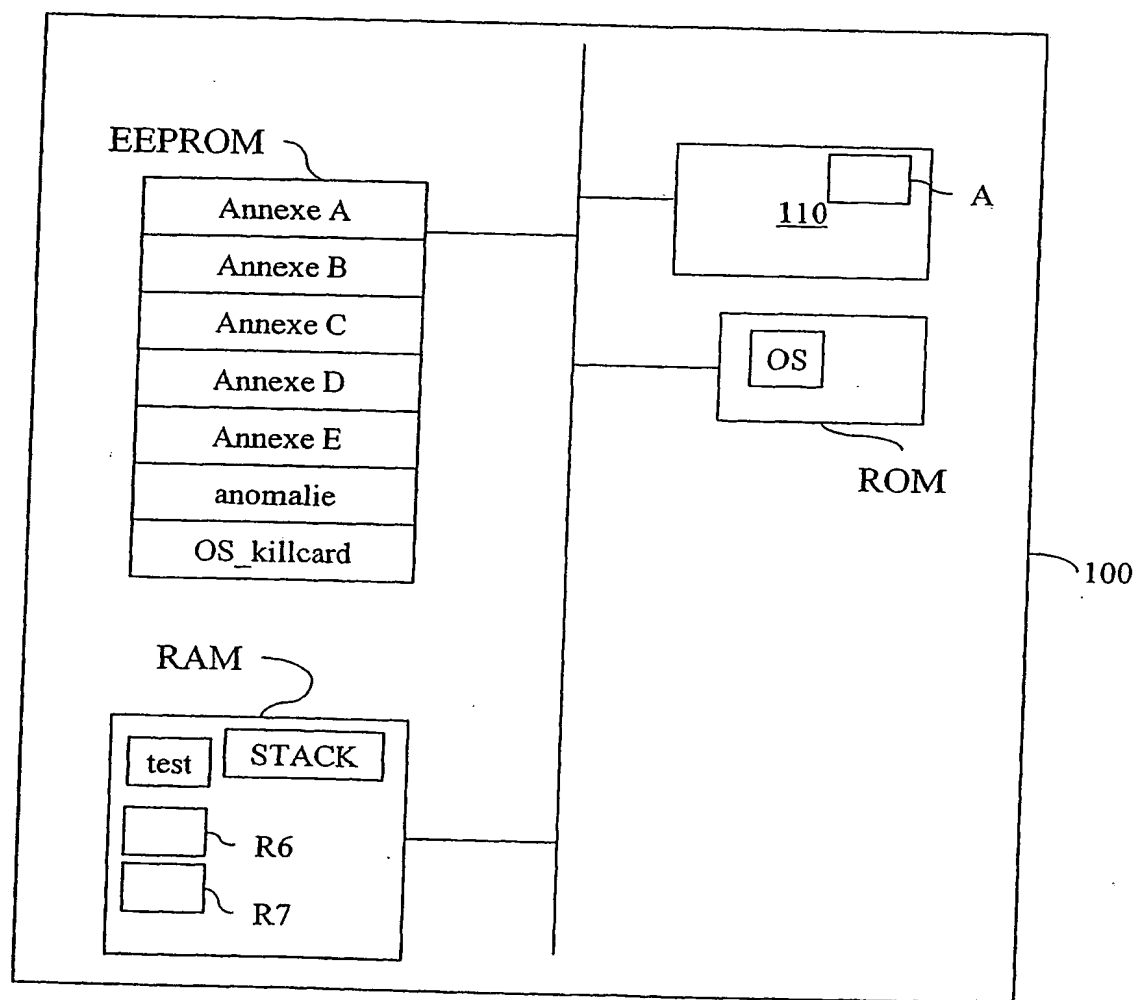 EEPROM
Annexe A
Annexe B
Annexe C
Annexe D
Annexe E
anomalie
OS_killcard
110
A
OS
ROM
100
RAM
test
STACK
R6
R7